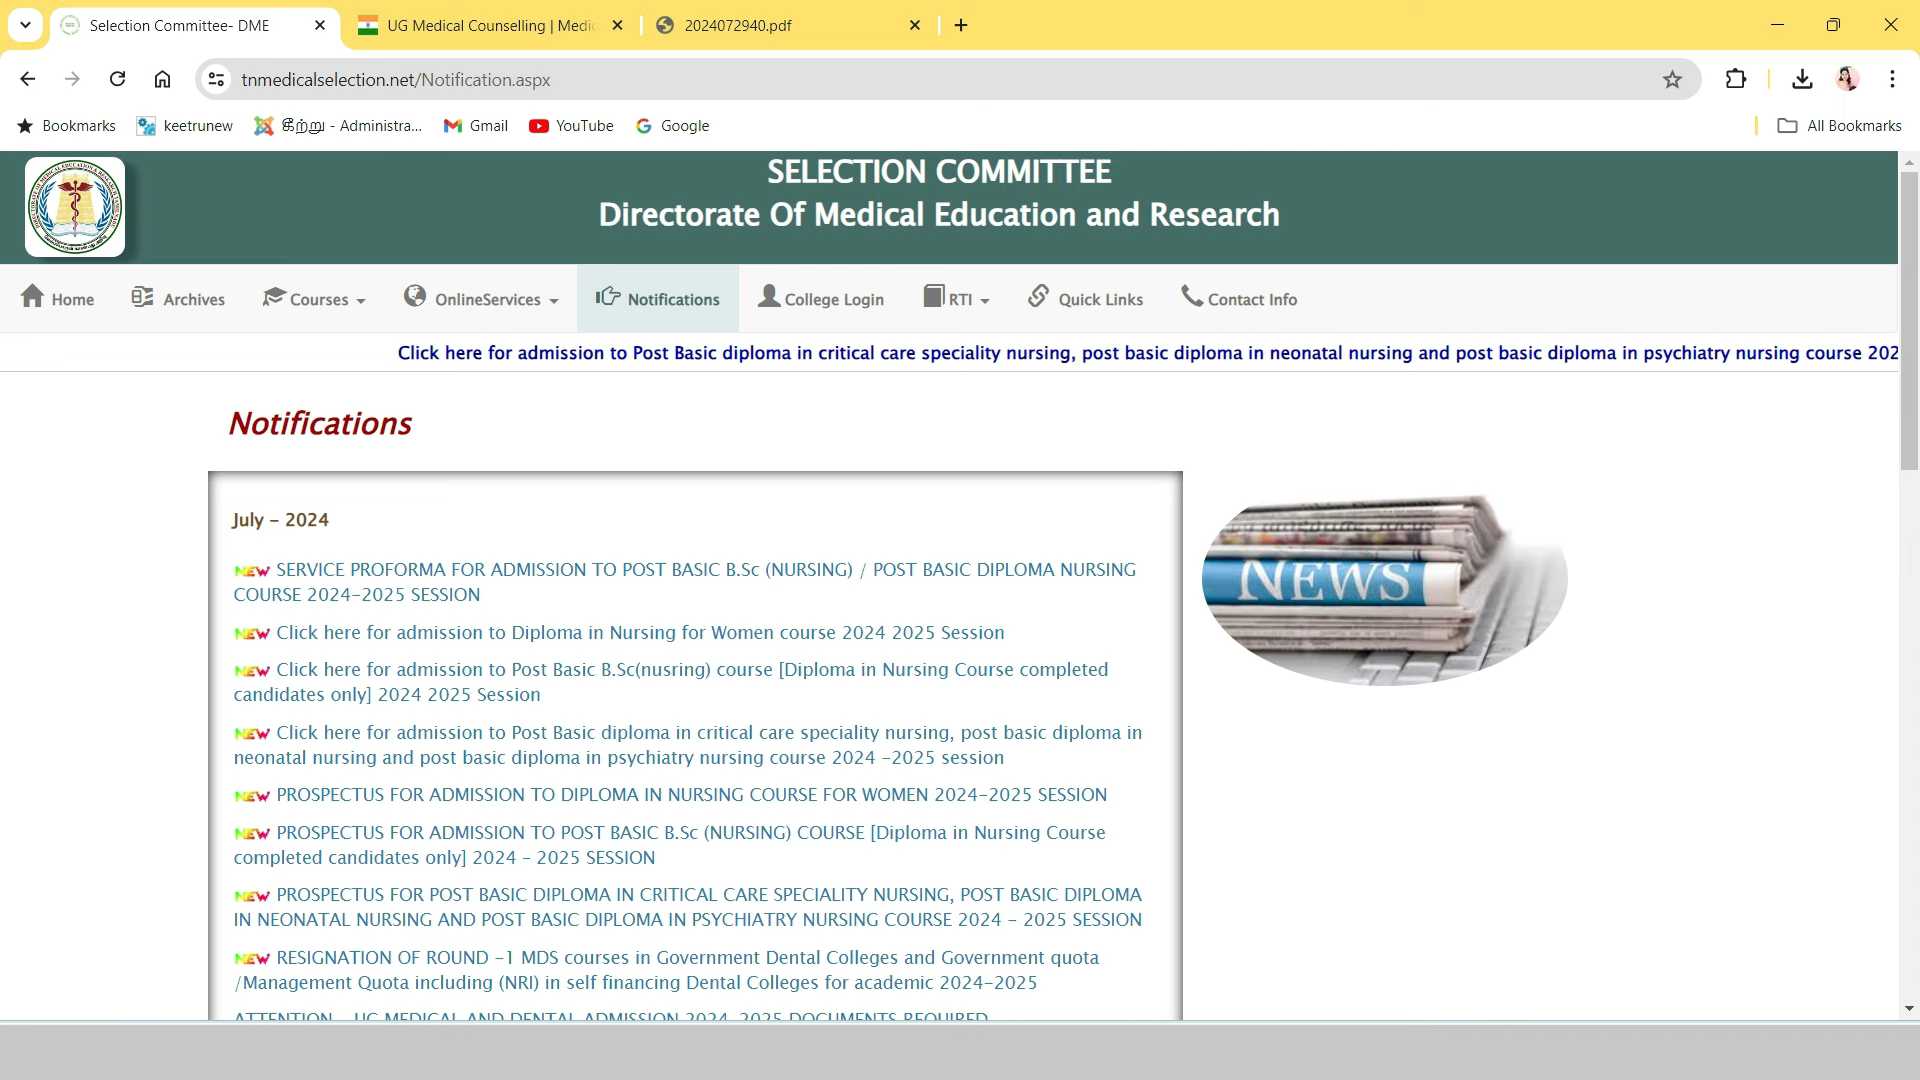 Selection Committee- DME
UG Medical Counselling | Medic
2024072940.pdf
tnmedicalselection.net/Notification.aspx
Bookmarks
keetrunew
கீற்று - Administra...
Gmail
YouTube
Google
All Bookmarks
SELECTION COMMITTEE
Directorate Of Medical Education and Research
Home
Archives
Courses
OnlineServices
Notifications
College Login
RTI
Quick Links
Contact Info
Click here for admission to Post Basic diploma in critical care speciality nursing, post basic diploma in neonatal nursing and post basic diploma in psychiatry nursing course 202
Notifications
July - 2024
NEW SERVICE PROFORMA FOR ADMISSION TO POST BASIC B.Sc (NURSING) / POST BASIC DIPLOMA NURSING
COURSE 2024-2025 SESSION
NEW Click here for admission to Diploma in Nursing for Women course 2024 2025 Session
NEW Click here for admission to Post Basic B.Sc(nusring) course [Diploma in Nursing Course completed
candidates only] 2024 2025 Session
NEW Click here for admission to Post Basic diploma in critical care speciality nursing, post basic diploma in
neonatal nursing and post basic diploma in psychiatry nursing course 2024 -2025 session
NEW PROSPECTUS FOR ADMISSION TO DIPLOMA IN NURSING COURSE FOR WOMEN 2024-2025 SESSION
NEW PROSPECTUS FOR ADMISSION TO POST BASIC B.Sc (NURSING) COURSE [Diploma in Nursing Course
completed candidates only] 2024 - 2025 SESSION
NEW PROSPECTUS FOR POST BASIC DIPLOMA IN CRITICAL CARE SPECIALITY NURSING, POST BASIC DIPLOMA
IN NEONATAL NURSING AND POST BASIC DIPLOMA IN PSYCHIATRY NURSING COURSE 2024 - 2025 SESSION
NEW RESIGNATION OF ROUND -1 MDS courses in Government Dental Colleges and Government quota
/Management Quota including (NRI) in self financing Dental Colleges for academic 2024-2025
ATTENTION - UG MEDICAL AND DENTAL ADMISSION 2024-2025 DOCUMENTS REQUIRED
NEWS